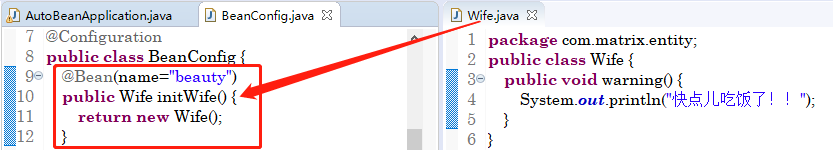 AutoBeanApplication.java
BeanConfig.java
7 @Configuration
8 public class BeanConfig {
9 @Bean(name="beauty")
10 public Wife initWife() {
11 return new Wife();
12 }
Wife.java
1 package com.matrix.entity;
2 public class Wife {
3 public void warning() {
4 System.out.println("快点儿吃饭了！！");
5 }
6 }